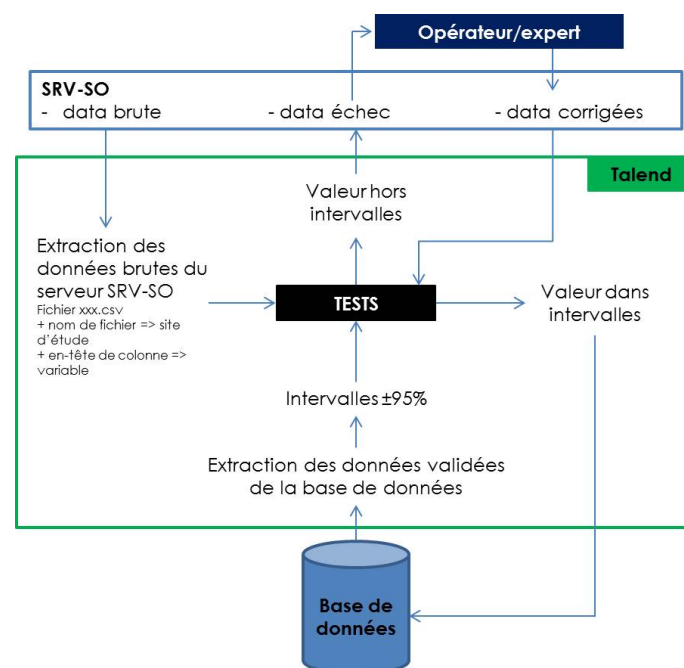 Opérateur/expert
SRV-SO
- data brute
- data échec
- data corrigées
Talend
Valeur hors
intervalles
Extraction des
données brutes du
serveur SRV-SO
Fichier xxx.csv
+ nom de fichier => site
d'étude
+ en-tête de colonne =>
variable
TESTS
Valeur dans
intervalles
Intervalles ±95%
Extraction des données validées
de la base de données
Base de
données